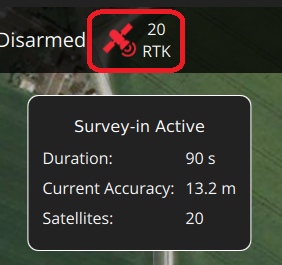 Disarmed
20
RTK
Survey-in Active
Duration: 90 s
Current Accuracy: 13.2 m
Satellites: 20